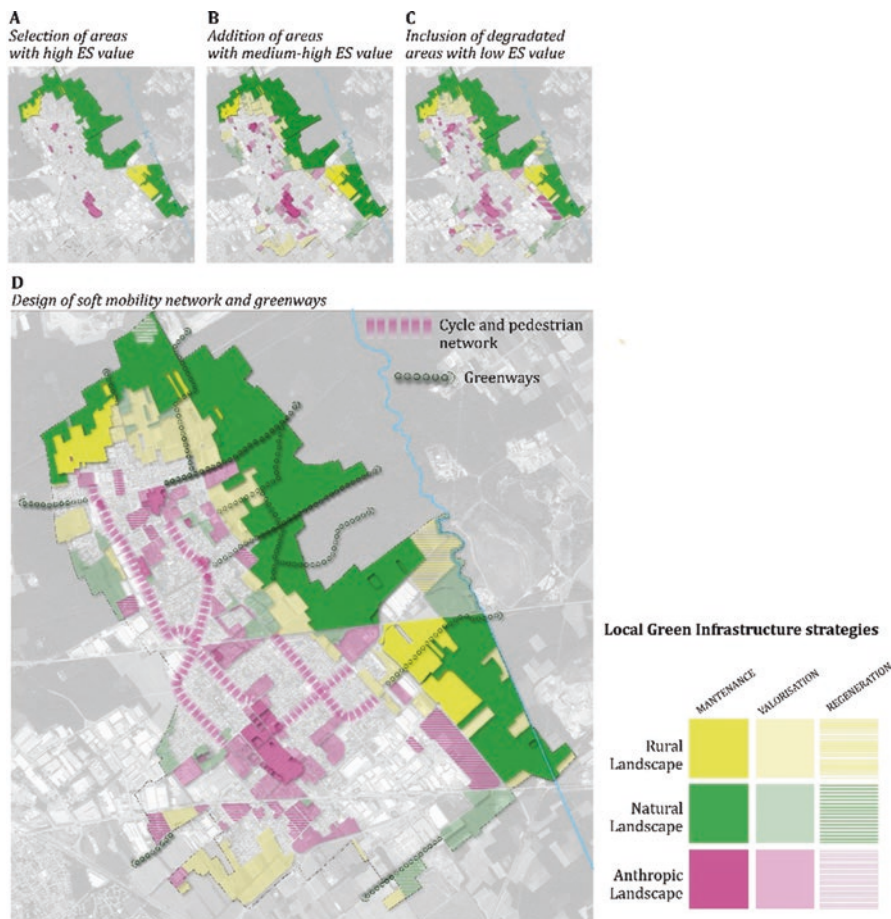 A
Selection of areas
with high ES value
B
Addition of areas
with medium-high ES value
C
Inclusion of degradated
areas with low ES value
D
Design of soft mobility network and greenways
Cycle and pedestrian
network
Greenways
Local Green Infrastructure strategies
MANTENANCE
VALORISATION
REGENERATION
Rural
Landscape
Natural
Landscape
Anthropic
Landscape